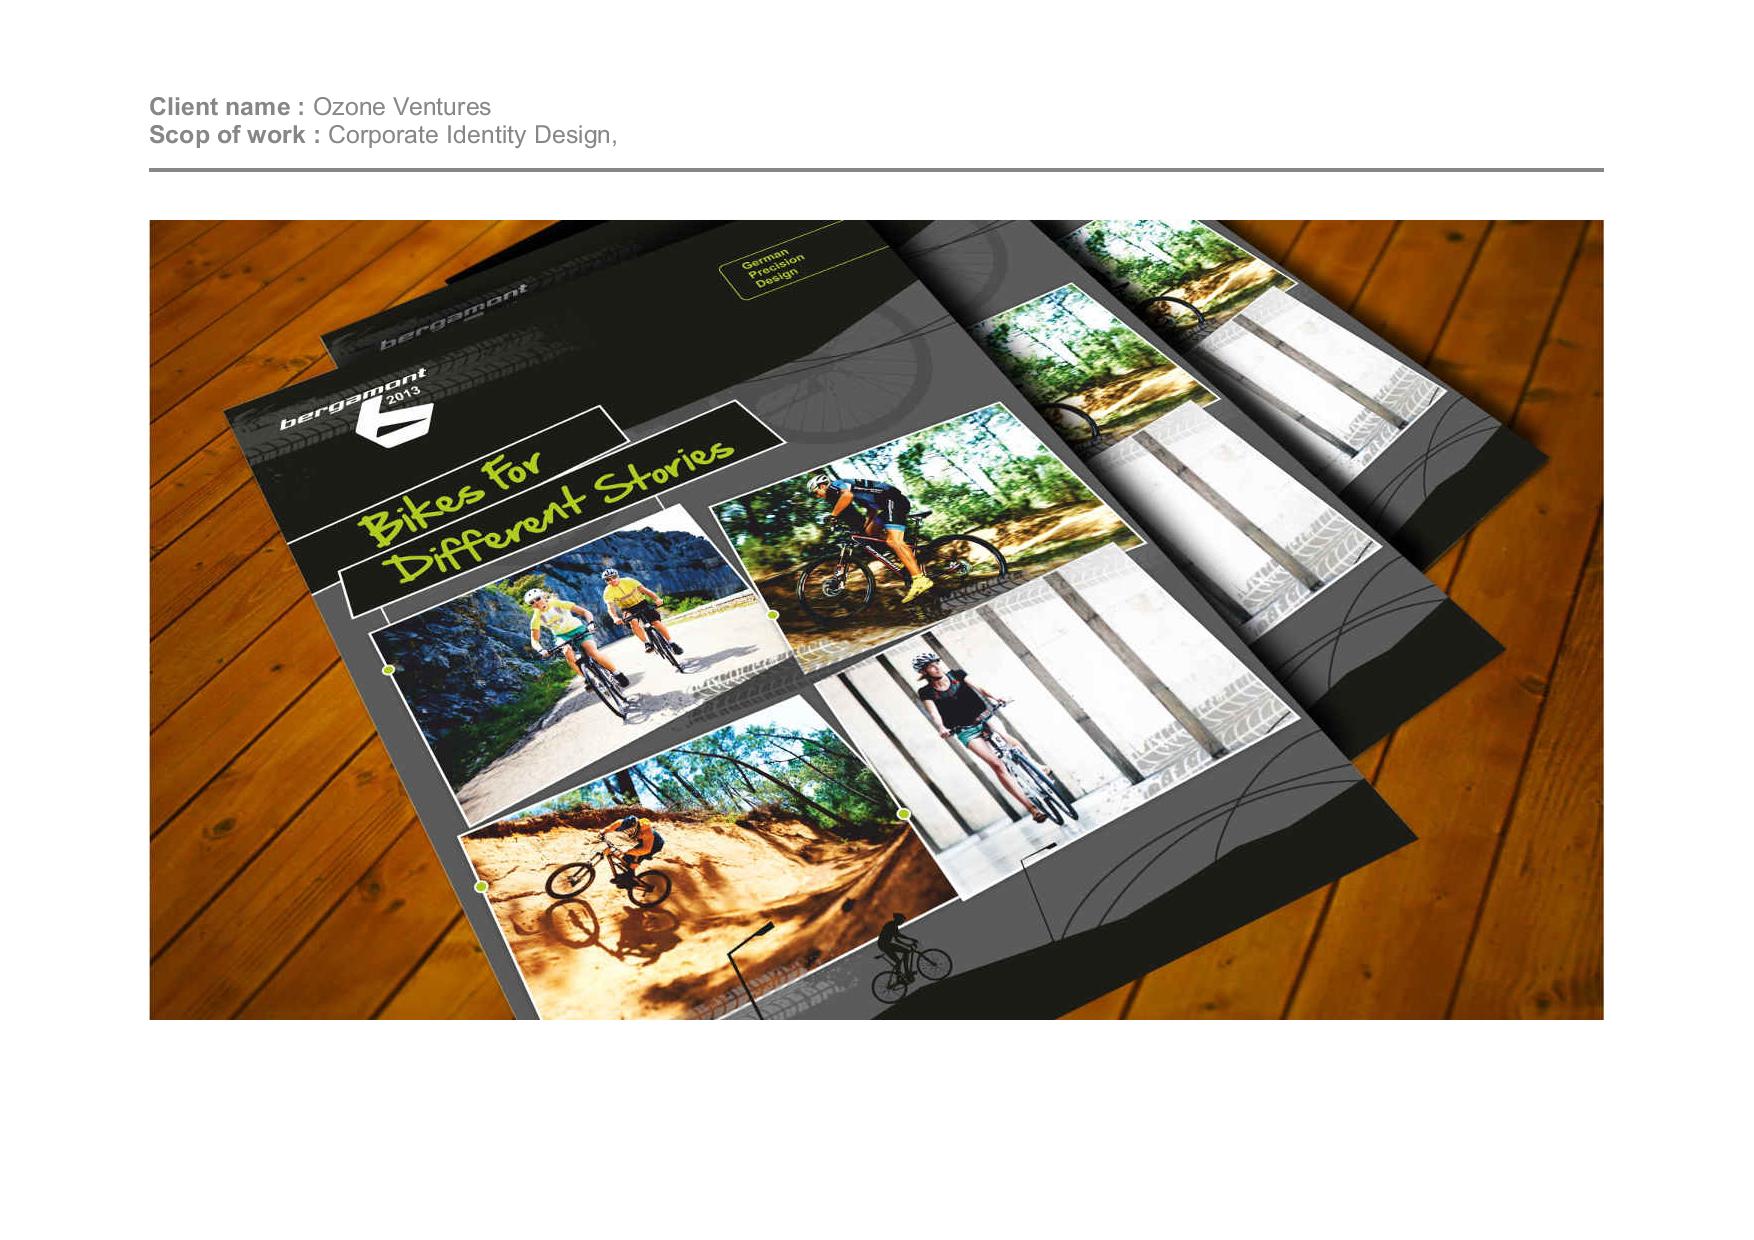 Client name : Ozone Ventures
Scop of work : Corporate Identity Design,
German
Precision
Design
bergamont
bergamont
2013
Bikes For
Different Stories